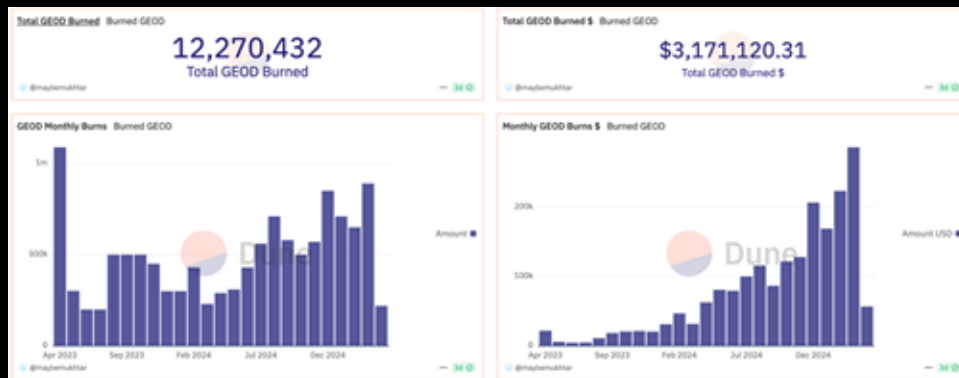 Total GEOD Burned Burned GEOD
12,270,432
Total GEOD Burned
@maybemukhtar
3d
Total GEOD Burned $ Burned GEOD
$3,171,120.31
Total GEOD Burned $
@maybemukhtar
3d
GEOD Monthly Burns Burned GEOD
1m
500k
0
Dune
Amount
Apr 2023 Sep 2023 Feb 2024 Jul 2024 Dec 2024
@maybemukhtar
3d
Monthly GEOD Burns $ Burned GEOD
200k
100k
0
Dune
Amount USD
Apr 2023 Sep 2023 Feb 2024 Jul 2024 Dec 2024
@maybemukhtar
3d